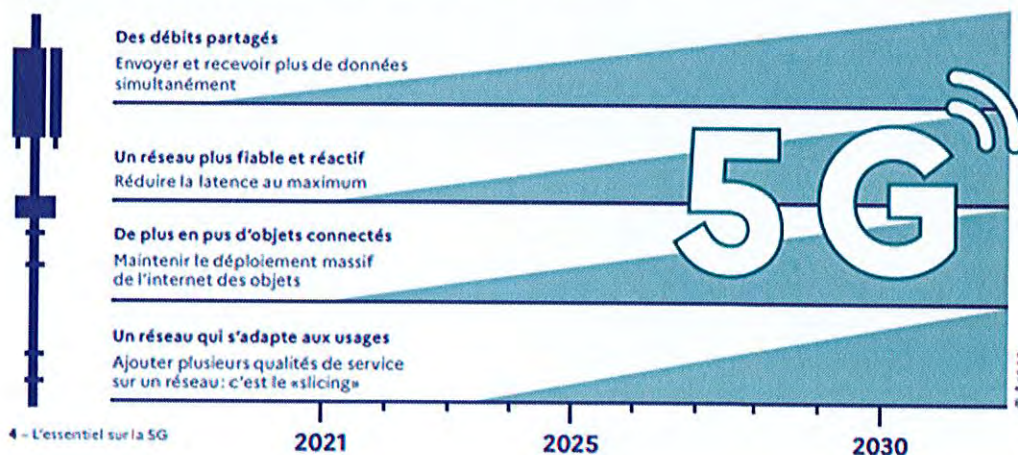 Des débits partagés
Envoyer et recevoir plus de données
simultanément
Un réseau plus fiable et réactif
Réduire la latence au maximum
De plus en pus d'objets connectés
Maintenir le déploiement massif
de l'internet des objets
Un réseau qui s'adapte aux usages
Ajouter plusieurs qualités de service
sur un réseau: c'est le «slicing»
5G
4 – L'essentiel sur la 5G
2021 2025 2030